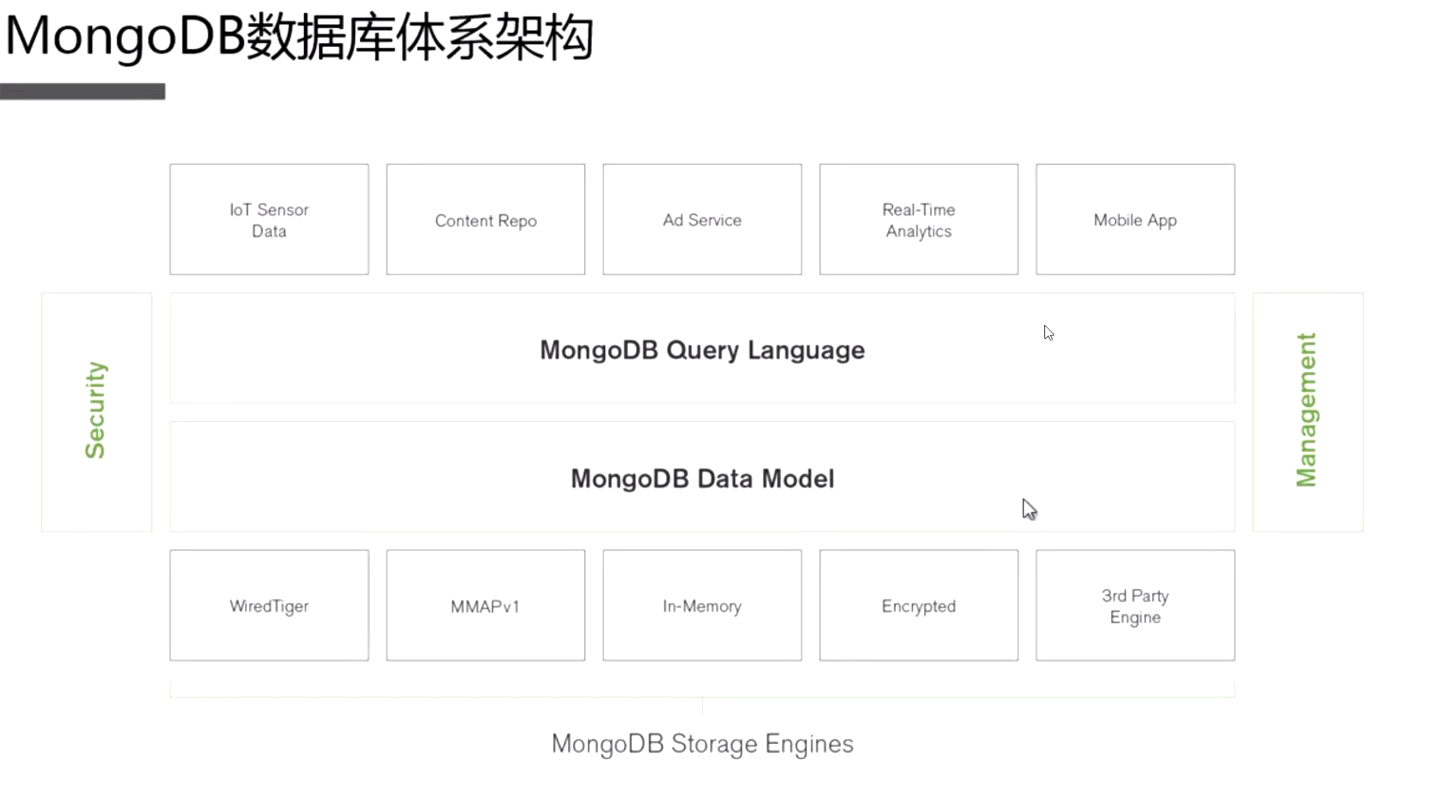 MongoDB数据库体系架构
IoT Sensor
Data
Content Repo
Ad Service
Real-Time
Analytics
Mobile App
Security
MongoDB Query Language
Management
MongoDB Data Model
WiredTiger
MMAPv1
In-Memory
Encrypted
3rd Party
Engine
MongoDB Storage Engines